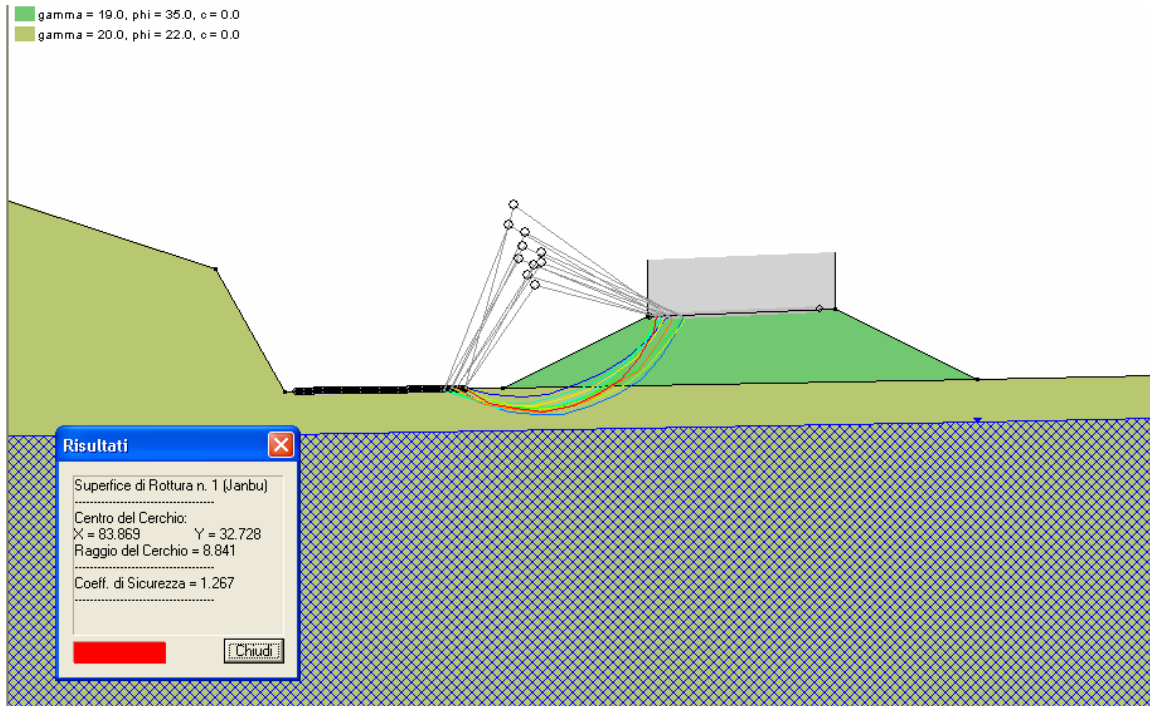 gamma = 19.0, phi = 35.0, c = 0.0
gamma = 20.0, phi = 22.0, c = 0.0
Risultati
Superfice di Rottura n. 1 (Janbu)
----------------------------------
Centro del Cerchio:
X = 83.869 Y = 32.728
Raggio del Cerchio = 8.841
----------------------------------
Coeff. di Sicurezza = 1.267
----------------------------------
Chiudi